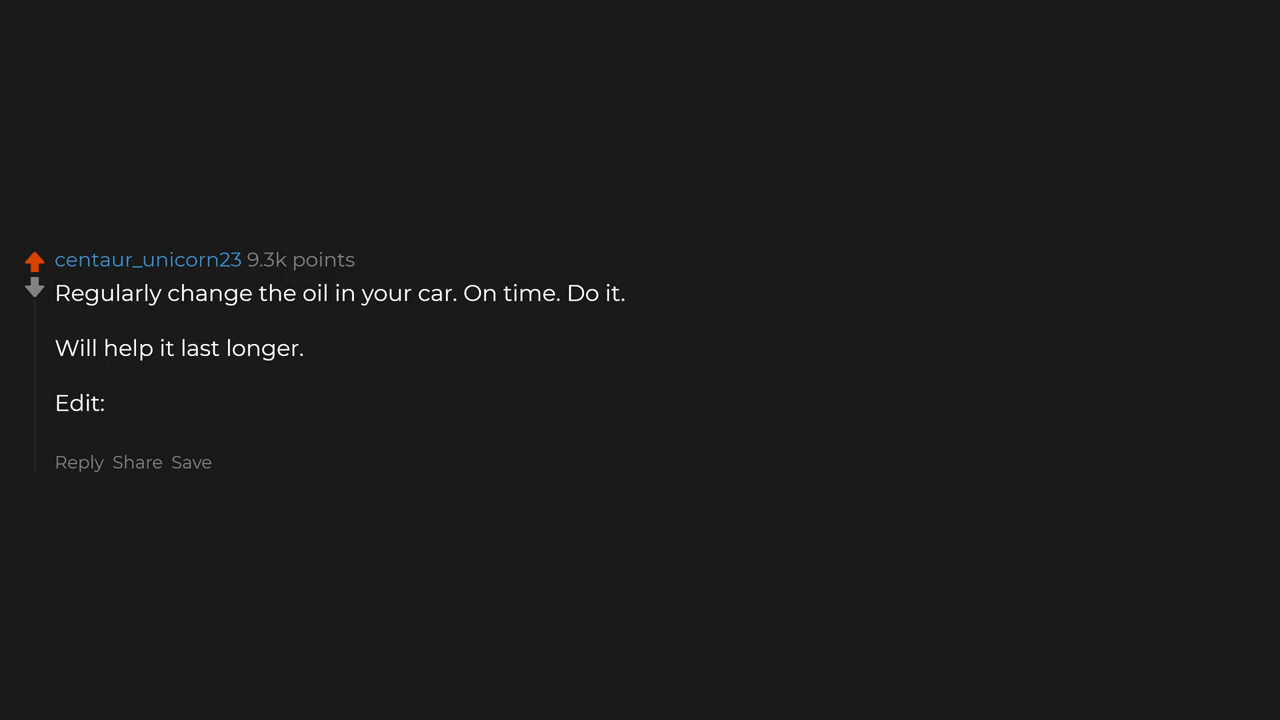 centaur_unicorn23 9.3k points
Regularly change the oil in your car. On time. Do it.
Will help it last longer.
Edit:
Reply Share Save